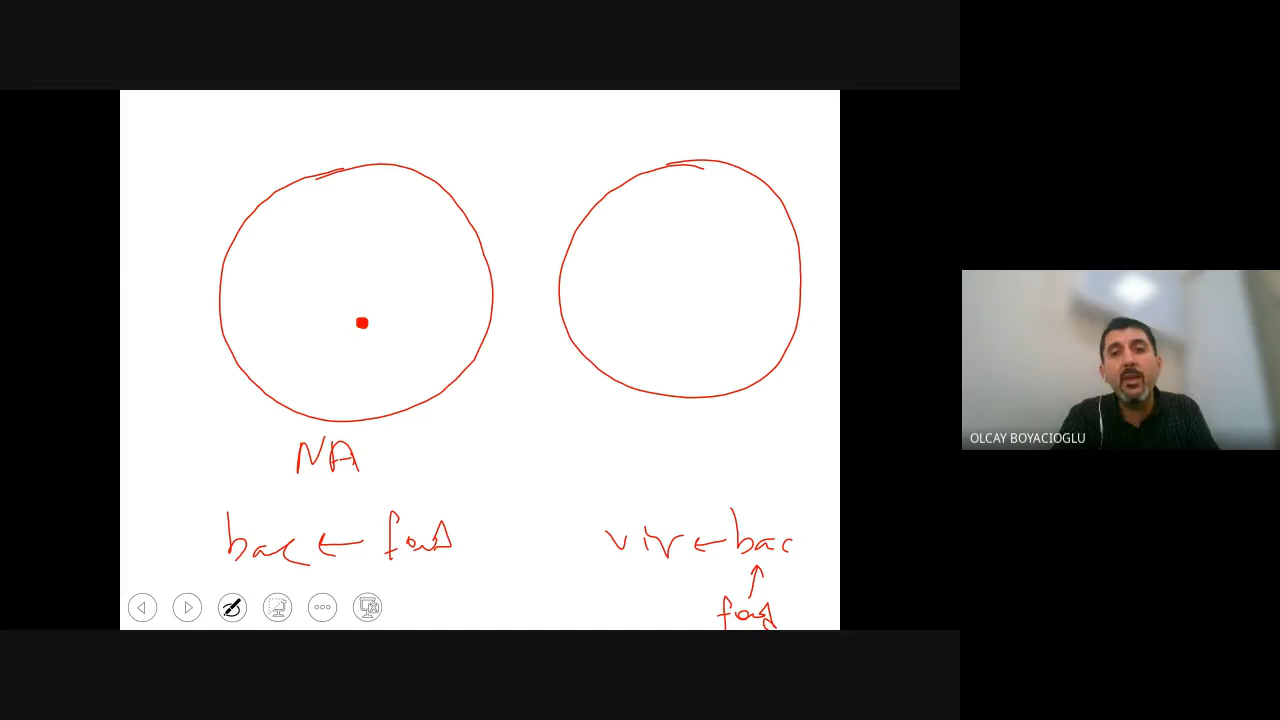 NA
bac ← food
vir ← bac
↑
food
OLCAY BOYACIOGLU